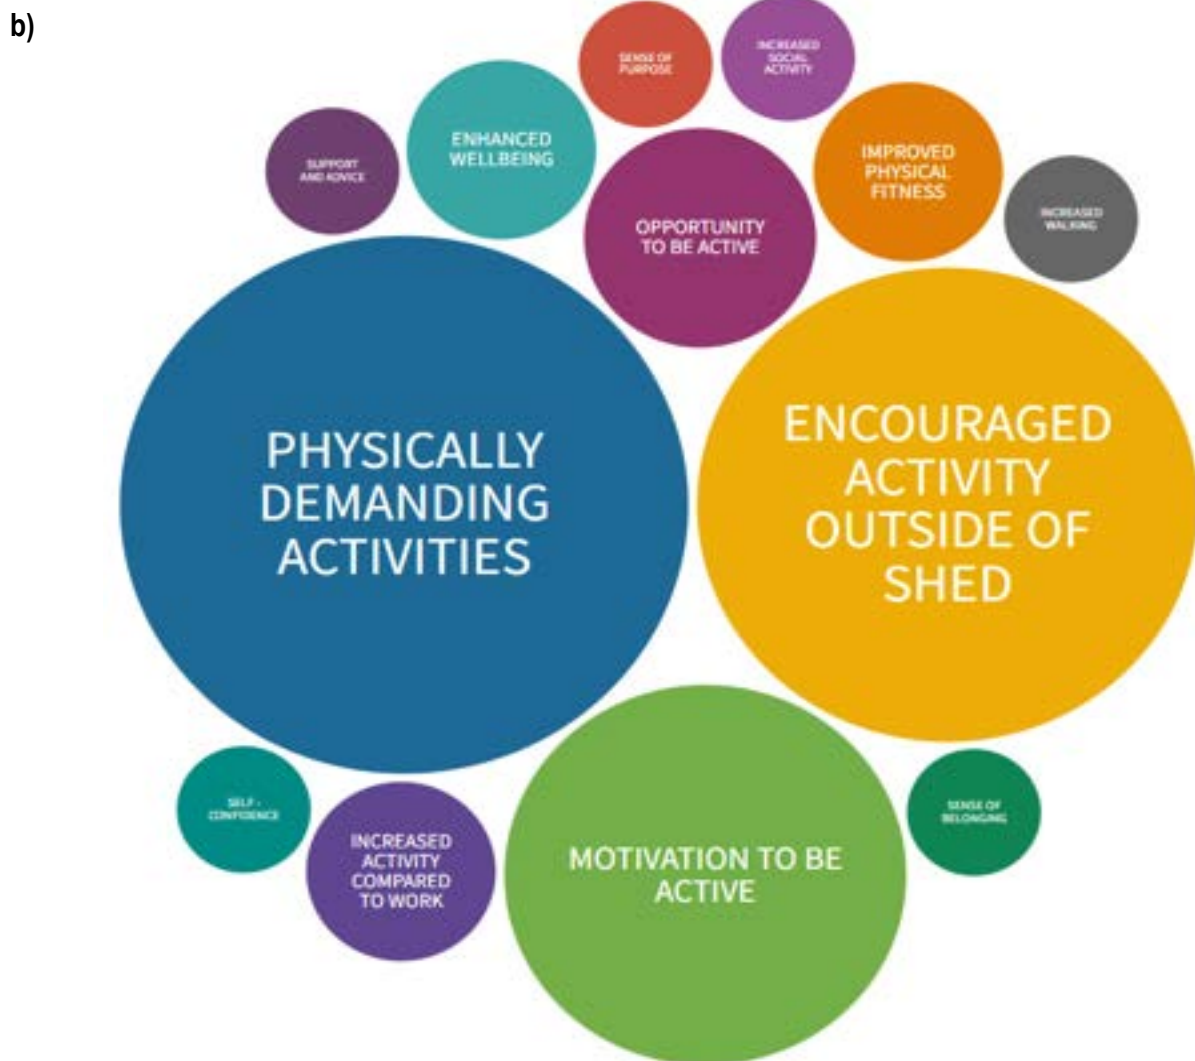 b)
SENSE OF
PURPOSE
INCREASED
SOCIAL
ACTIVITY
ENHANCED
WELLBEING
IMPROVED
PHYSICAL
FITNESS
SUPPORT
AND ADVICE
OPPORTUNITY
TO BE ACTIVE
INCREASED
WALKING
PHYSICALLY
DEMANDING
ACTIVITIES
ENCOURAGED
ACTIVITY
OUTSIDE OF
SHED
SELF -
CONFIDENCE
INCREASED
ACTIVITY
COMPARED
TO WORK
MOTIVATION TO BE
ACTIVE
SENSE OF
BELONGING